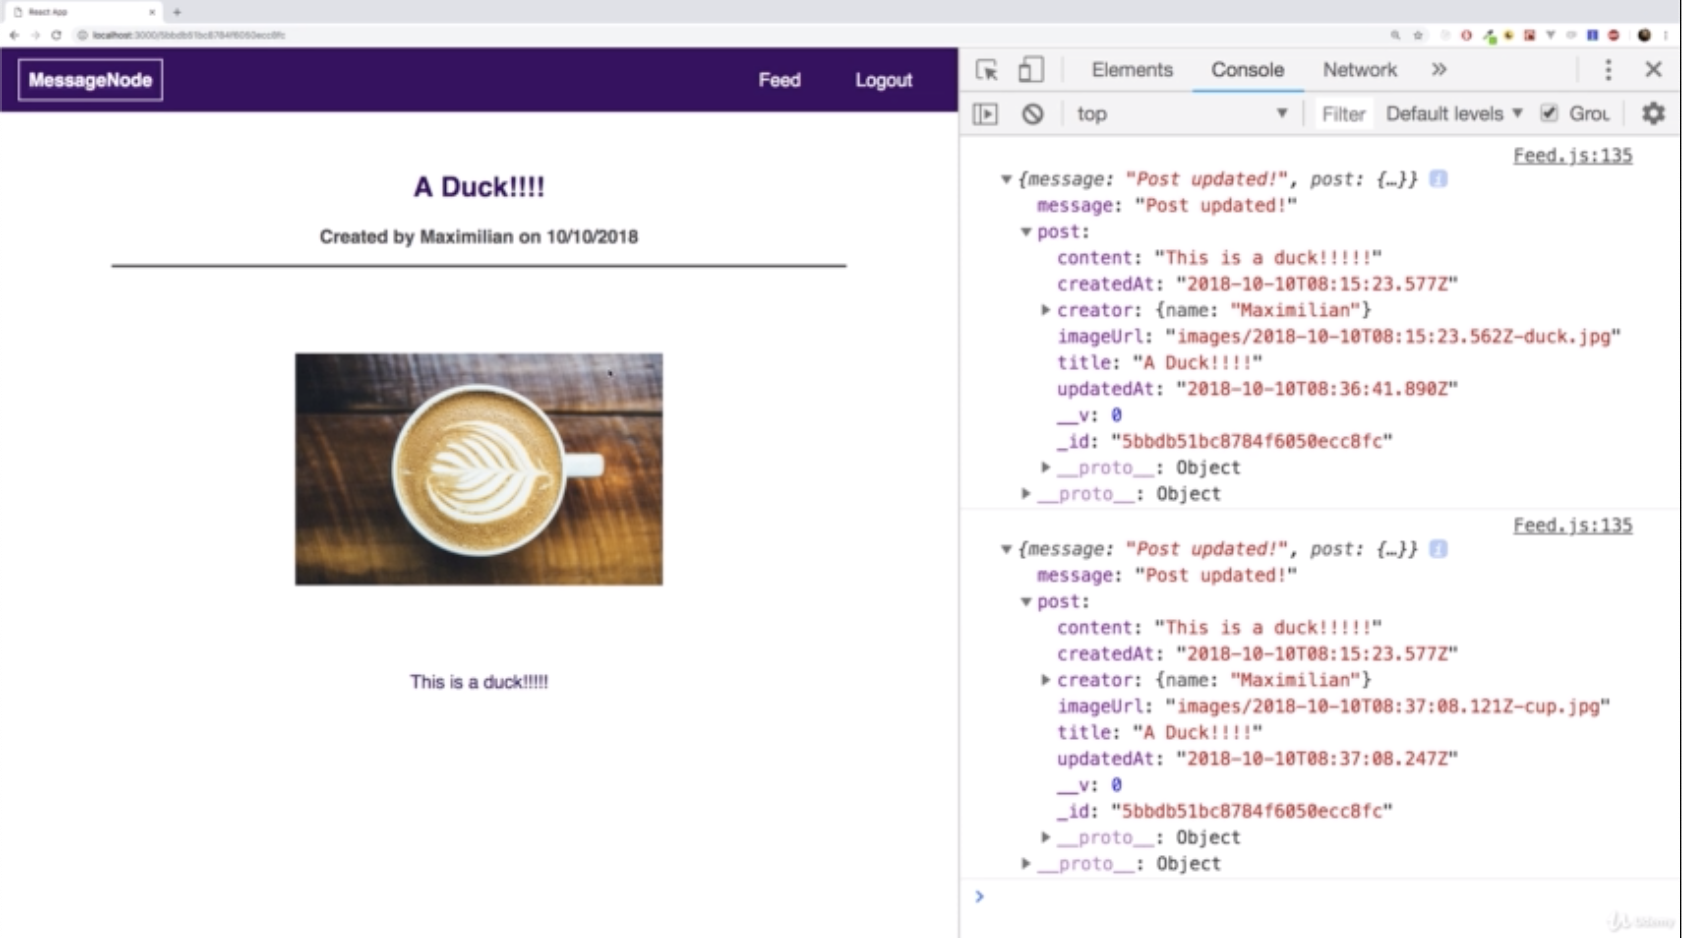 React App
localhost:3000/5bbdb51bc8784f6050ecc8fc
MessageNode
Feed
Logout
A Duck!!!!
Created by Maximilian on 10/10/2018
This is a duck!!!!!
Elements
Console
Network
top
Filter
Default levels
Grou
Feed.js:135
{message: "Post updated!", post: {…}}
message: "Post updated!"
post:
content: "This is a duck!!!!!"
createdAt: "2018-10-10T08:15:23.577Z"
creator: {name: "Maximilian"}
imageUrl: "images/2018-10-10T08:15:23.562Z-duck.jpg"
title: "A Duck!!!!"
updatedAt: "2018-10-10T08:36:41.890Z"
__v: 0
_id: "5bbdb51bc8784f6050ecc8fc"
__proto__: Object
__proto__: Object
Feed.js:135
{message: "Post updated!", post: {…}}
message: "Post updated!"
post:
content: "This is a duck!!!!!"
createdAt: "2018-10-10T08:15:23.577Z"
creator: {name: "Maximilian"}
imageUrl: "images/2018-10-10T08:37:08.121Z-cup.jpg"
title: "A Duck!!!!"
updatedAt: "2018-10-10T08:37:08.247Z"
__v: 0
_id: "5bbdb51bc8784f6050ecc8fc"
__proto__: Object
__proto__: Object
Udemy